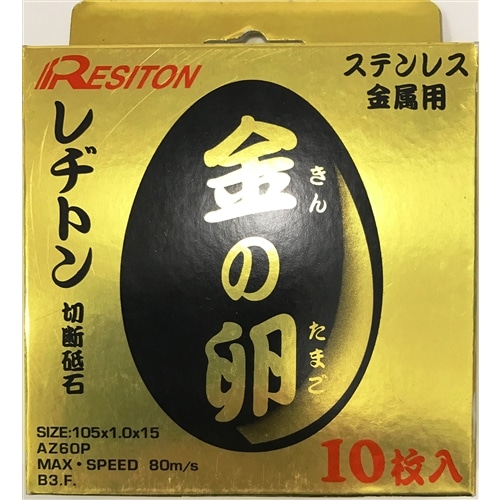 RESITON
ステンレス
金属用
レヂトン
切断砥石
金の卵
きん
たまご
SIZE:105x1.0x15
AZ60P
MAX・SPEED 80m/s
B3.F.
10枚入